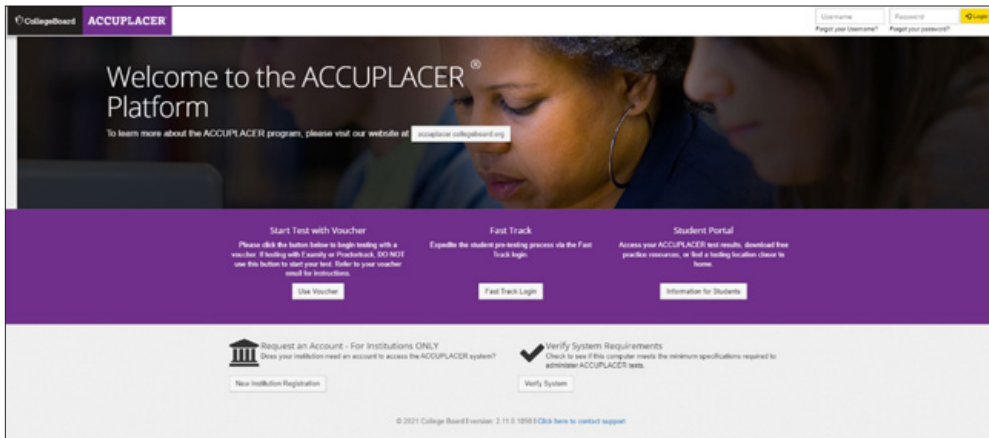 CollegeBoard ACCUPLACER
Username Password Login
Forgot your Username? Forgot your password?
Welcome to the ACCUPLACER®
Platform
To learn more about the ACCUPLACER program, please visit our website at accuplacer.collegeboard.org
Start Test with Voucher
Please click the button below to begin testing with a
voucher. If testing with Examity or Proctortrack, DO NOT
use this button to start your test. Refer to your voucher
email for instructions.
Use Voucher
Fast Track
Expedite the student pre-testing process via the Fast
Track login.
Fast Track Login
Student Portal
Access your ACCUPLACER test results, download free
practice resources, or find a testing location closer to
home.
Information for Students
Request an Account - For Institutions ONLY
Does your institution need an account to access the ACCUPLACER system?
New Institution Registration
Verify System Requirements
Check to see if this computer meets the minimum specifications required to
administer ACCUPLACER tests.
Verify System
© 2021 College Board | version: 2.11.0.1898 | Click here to contact support